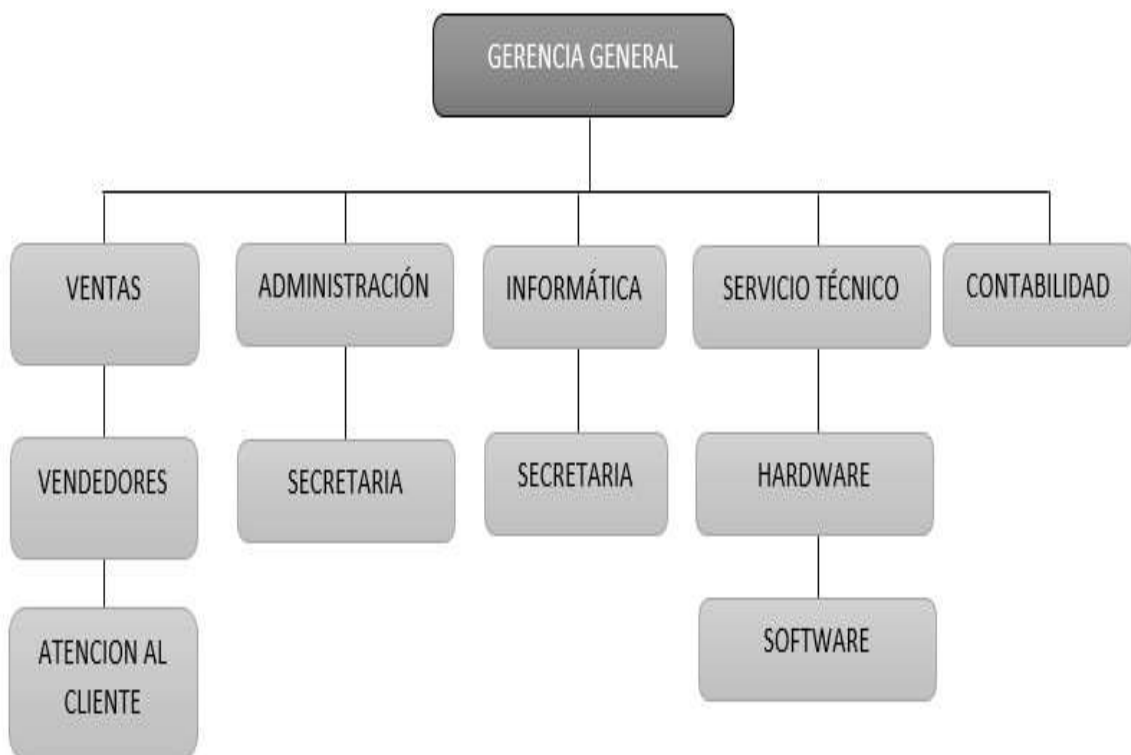 GERENCIA GENERAL
VENTAS
ADMINISTRACIÓN
INFORMÁTICA
SERVICIO TÉCNICO
CONTABILIDAD
VENDEDORES
SECRETARIA
SECRETARIA
HARDWARE
ATENCION AL
CLIENTE
SOFTWARE